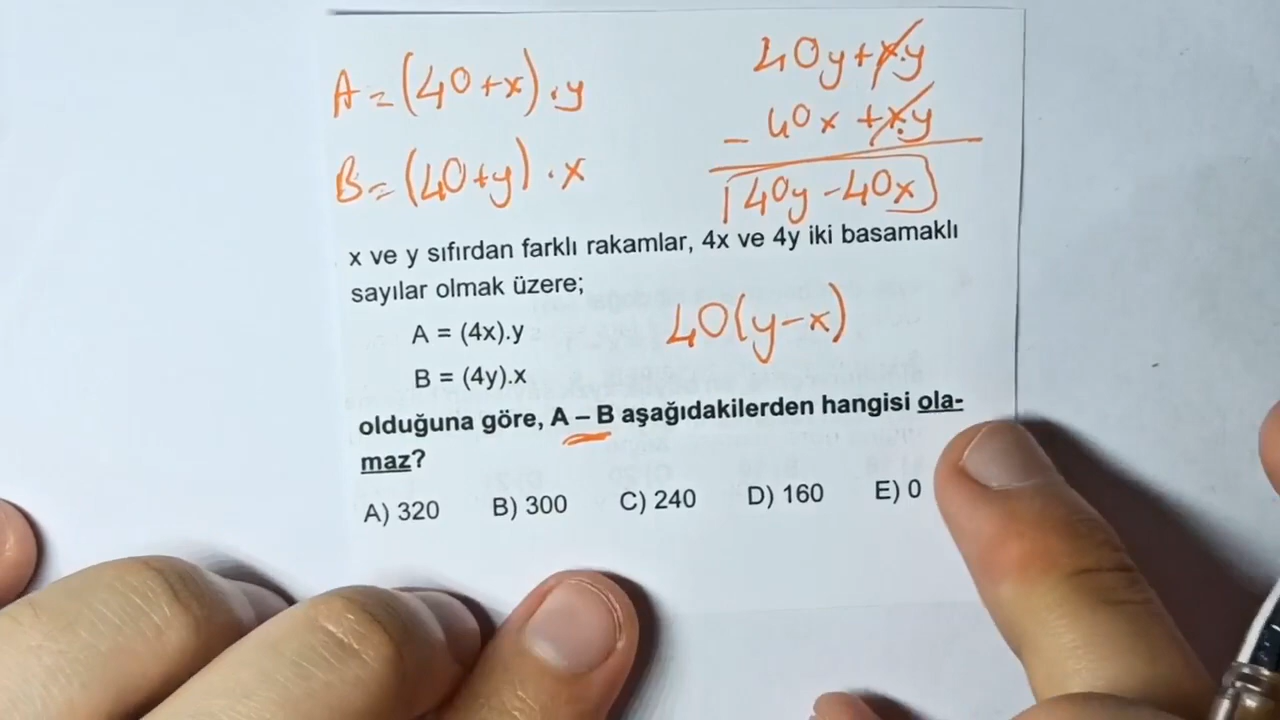 A = (40+x).y
B = (40+y).x
40y+x.y
- 40x+x.y
40y-40x
x ve y sıfırdan farklı rakamlar, 4x ve 4y iki basamaklı
sayılar olmak üzere;
A = (4x).y
B = (4y).x
40(y-x)
olduğuna göre, A – B aşağıdakilerden hangisi ola-
maz?
A) 320 B) 300 C) 240 D) 160 E) 0